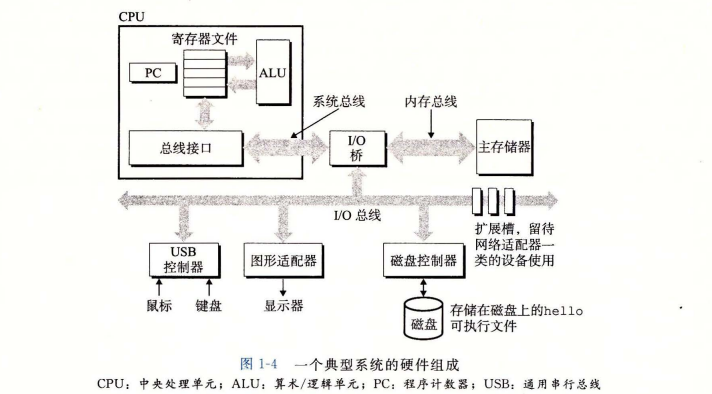 CPU
寄存器文件
PC
ALU
系统总线
内存总线
总线接口
I/O
桥
主存储器
I/O 总线
扩展槽，留待
网络适配器一
类的设备使用
USB
控制器
图形适配器
磁盘控制器
鼠标
键盘
显示器
磁盘
存储在磁盘上的hello
可执行文件
图 1-4 一个典型系统的硬件组成
CPU：中央处理单元；ALU：算术/逻辑单元；PC：程序计数器；USB：通用串行总线